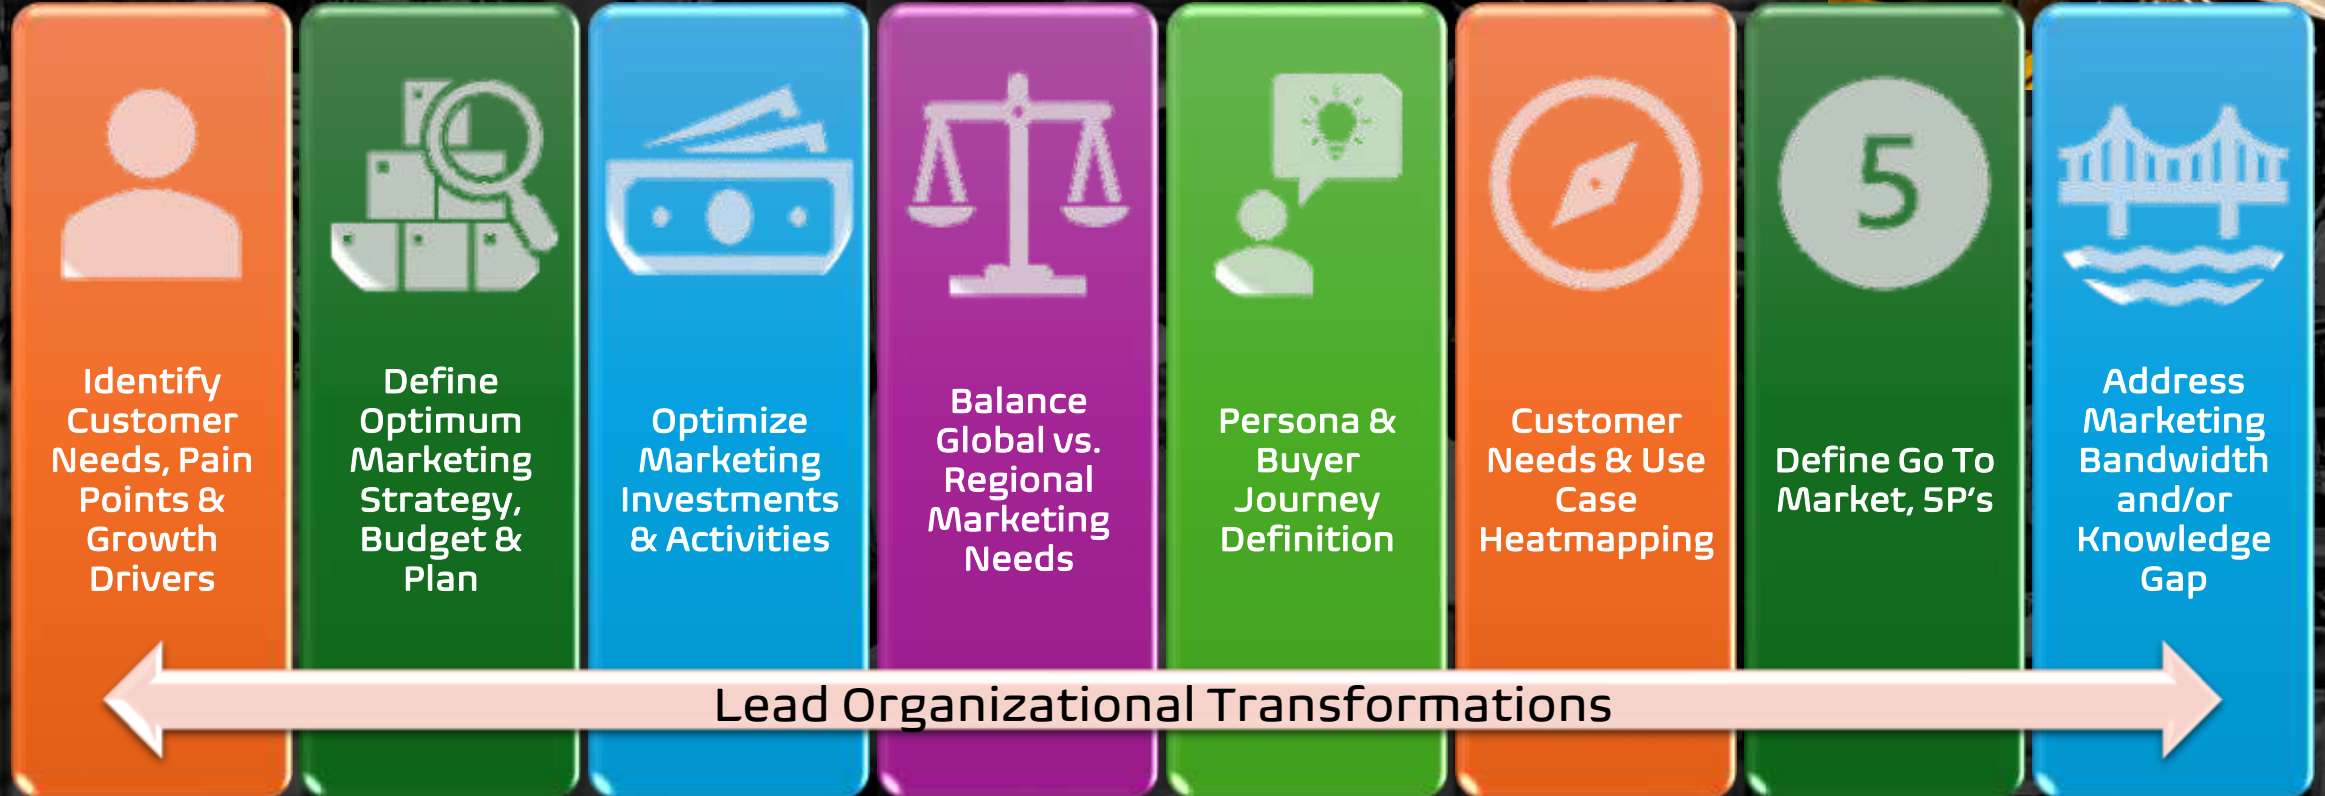 Identify
Customer
Needs, Pain
Points &
Growth
Drivers
Define
Optimum
Marketing
Strategy,
Budget &
Plan
Optimize
Marketing
Investments
& Activities
Balance
Global vs.
Regional
Marketing
Needs
Persona &
Buyer
Journey
Definition
Customer
Needs & Use
Case
Heatmapping
5
Define Go To
Market, 5P's
Address
Marketing
Bandwidth
and/or
Knowledge
Gap
Lead Organizational Transformations